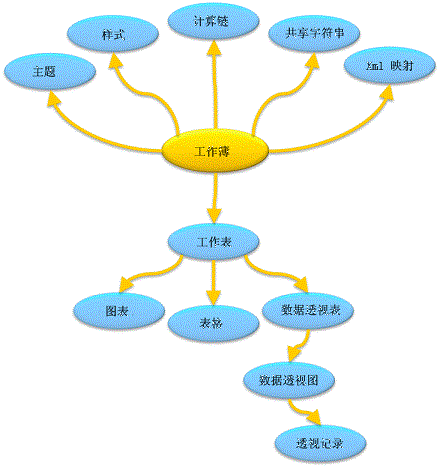 计算链
样式
共享字符串
主题
Xml 映射
工作薄
工作表
图表
表格
数据透视表
数据透视图
透视记录